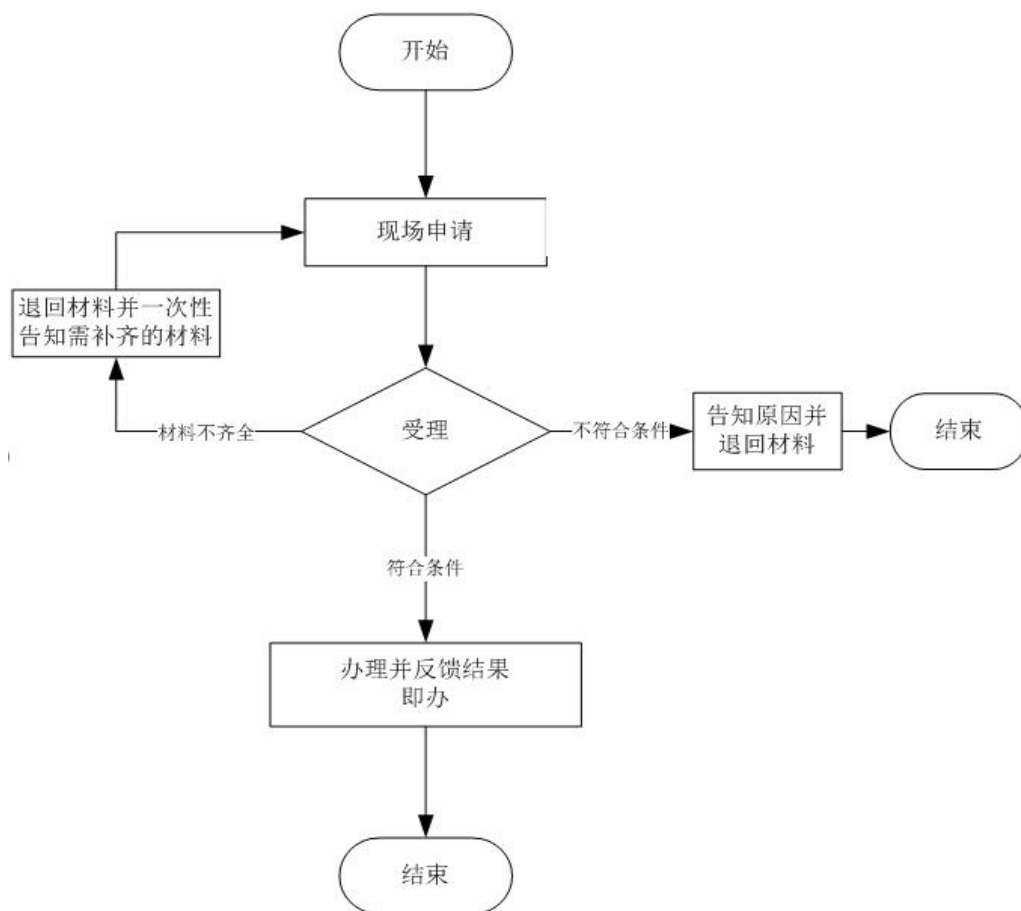 开始
现场申请
退回材料并一次性
告知需补齐的材料
材料不齐全
受理
不符合条件
告知原因并
退回材料
结束
符合条件
办理并反馈结果
即办
结束